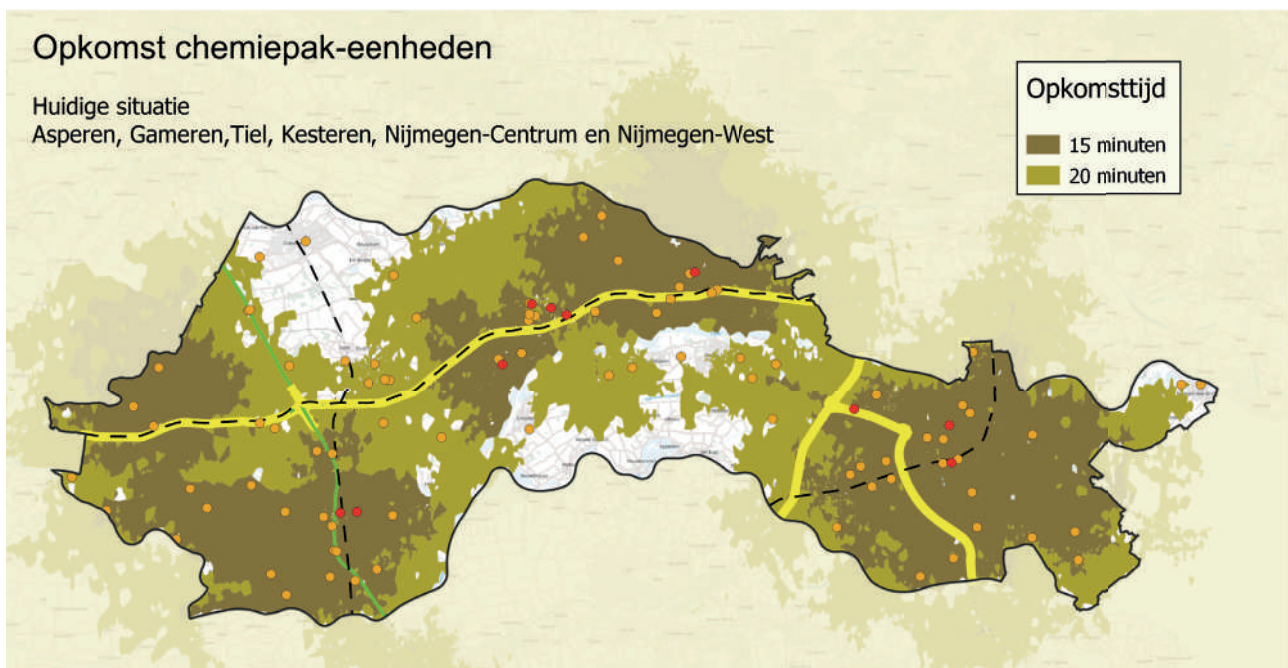 Opkomst chemiepak-eenheden
Huidige situatie
Asperen, Gameren,Tiel, Kesteren, Nijmegen-Centrum en Nijmegen-West
Opkomsttijd
15 minuten
20 minuten